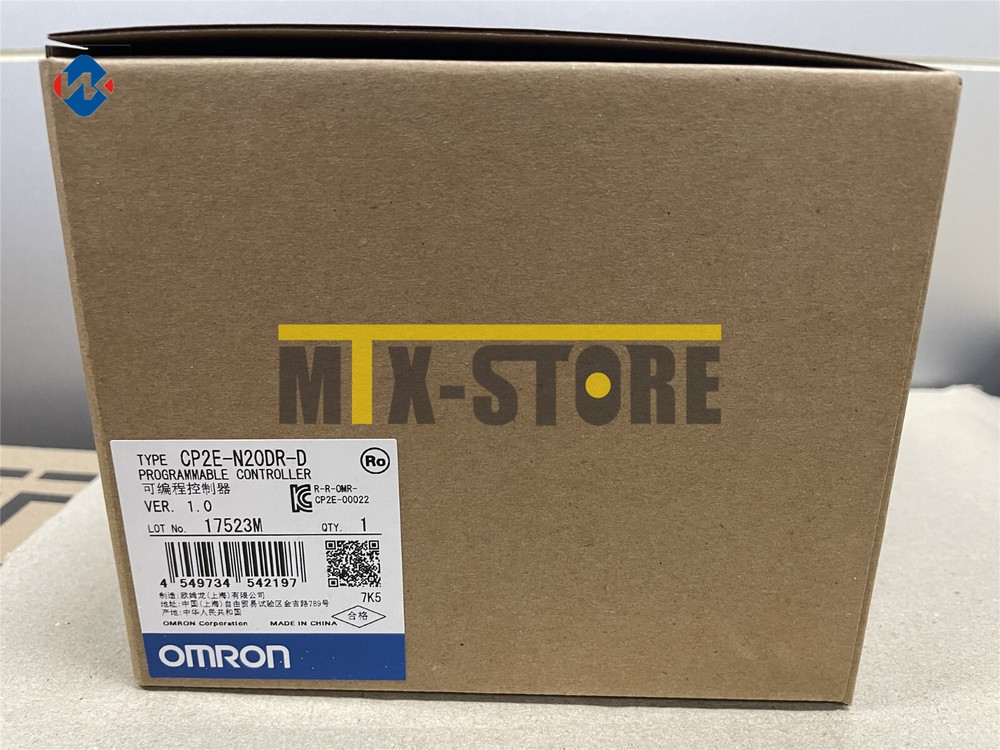 MTX-STORE
TYPE CP2E-N20DR-D
PROGRAMMABLE CONTROLLER
可编程控制器
VER. 1.0
Ro
R-R-OMR-
CP2E-00022
LOT No. 17523M QTY. 1
4 549734 542197
7K5
制造:欧姆龙(上海)有限公司
地址:中国(上海)自由贸易试验区金吉路789号
产地:中华人民共和国
合格
OMRON Corporation MADE IN CHINA
OMRON